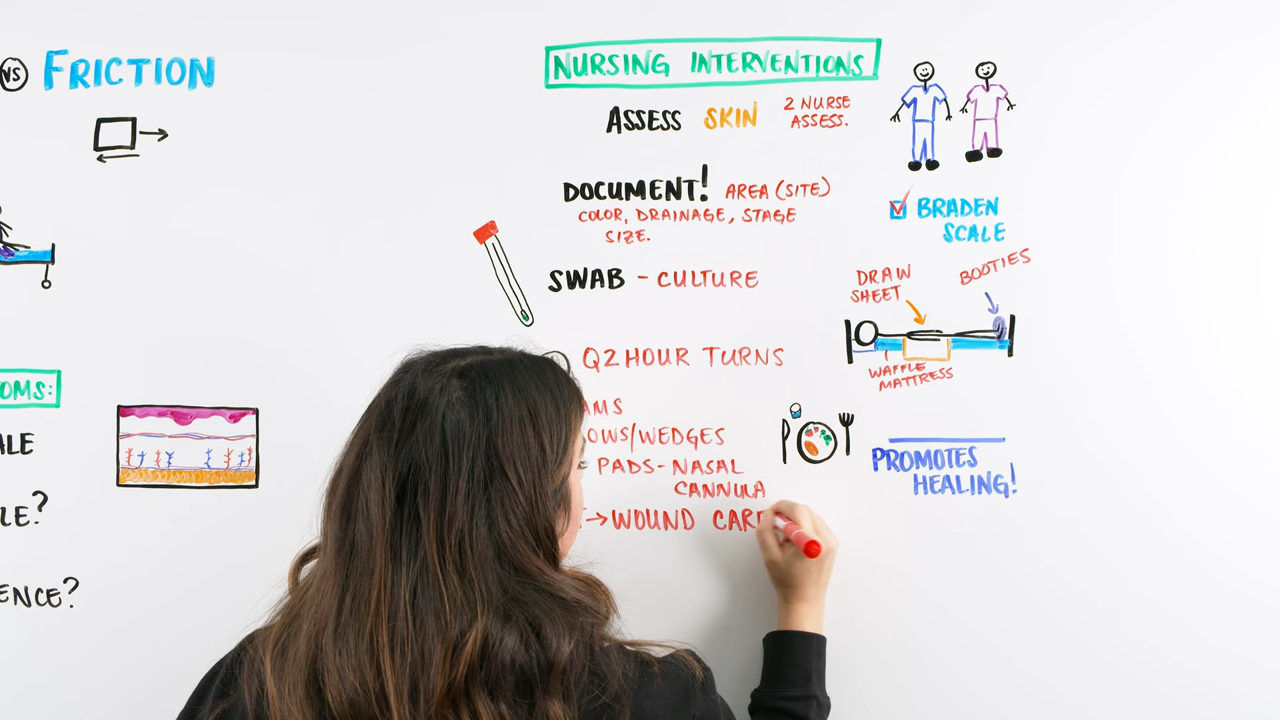 VS FRICTION
NURSING INTERVENTIONS
ASSESS SKIN 2 NURSE
ASSESS.
DOCUMENT! AREA (SITE)
COLOR, DRAINAGE, STAGE
SIZE.
BRADEN
SCALE
SWAB - CULTURE
DRAW
SHEET
BOOTIES
WAFFLE
MATTRESS
Q2HOUR TURNS
OWS/WEDGES
PADS - NASAL
CANNULA
→ WOUND CARE
PROMOTES
HEALING!
OMS:
ALE
LE?
ENCE?